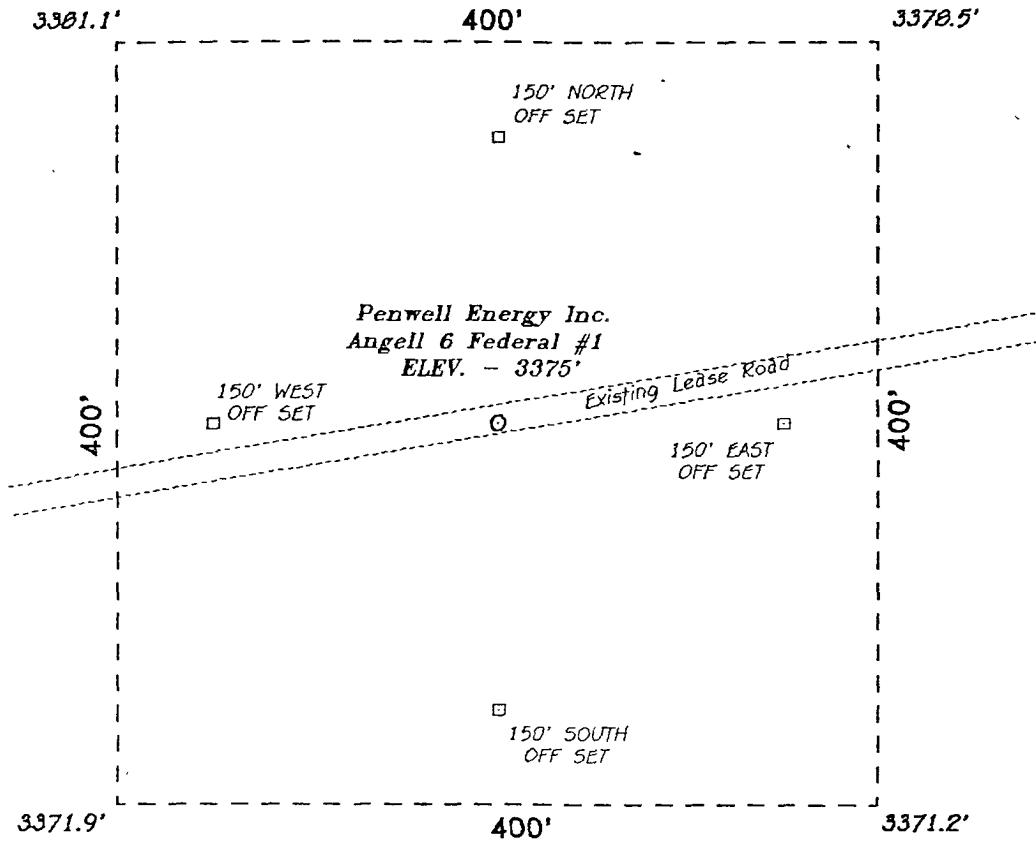 3381.1'
400'
3378.5'
150' NORTH
OFF SET
Penwell Energy Inc.
Angell 6 Federal #1
ELEV. - 3375'
Existing Lease Road
150' WEST
OFF SET
400'
400'
150' EAST
OFF SET
150' SOUTH
OFF SET
3371.9'
400'
3371.2'